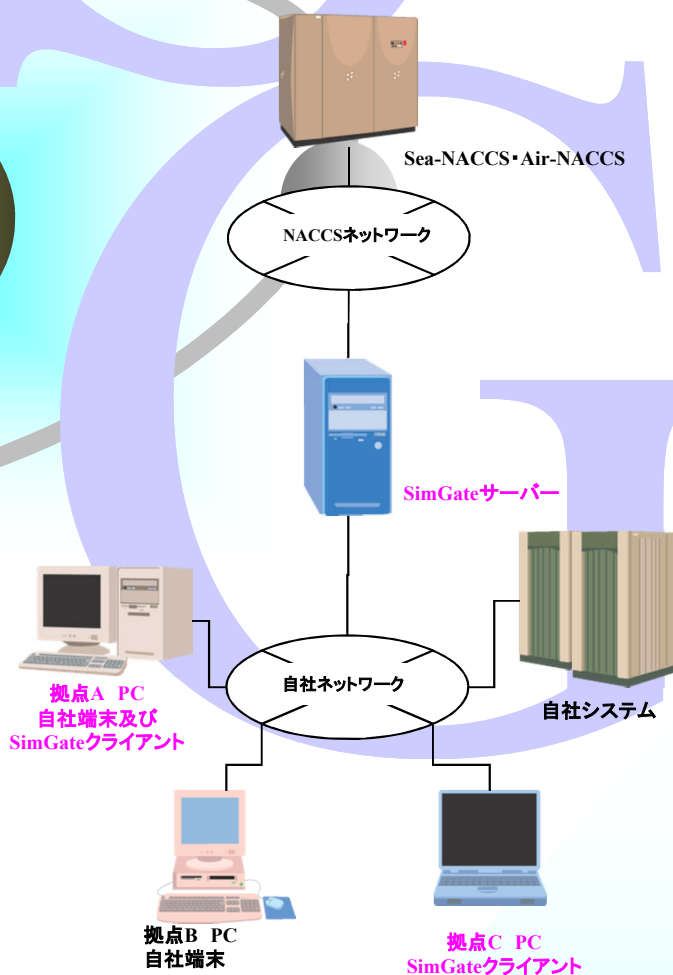 Sea-NACCS・Air-NACCS
NACCSネットワーク
SimGateサーバー
自社ネットワーク
自社システム
拠点A PC
自社端末及び
SimGateクライアント
拠点B PC
自社端末
拠点C PC
SimGateクライアント